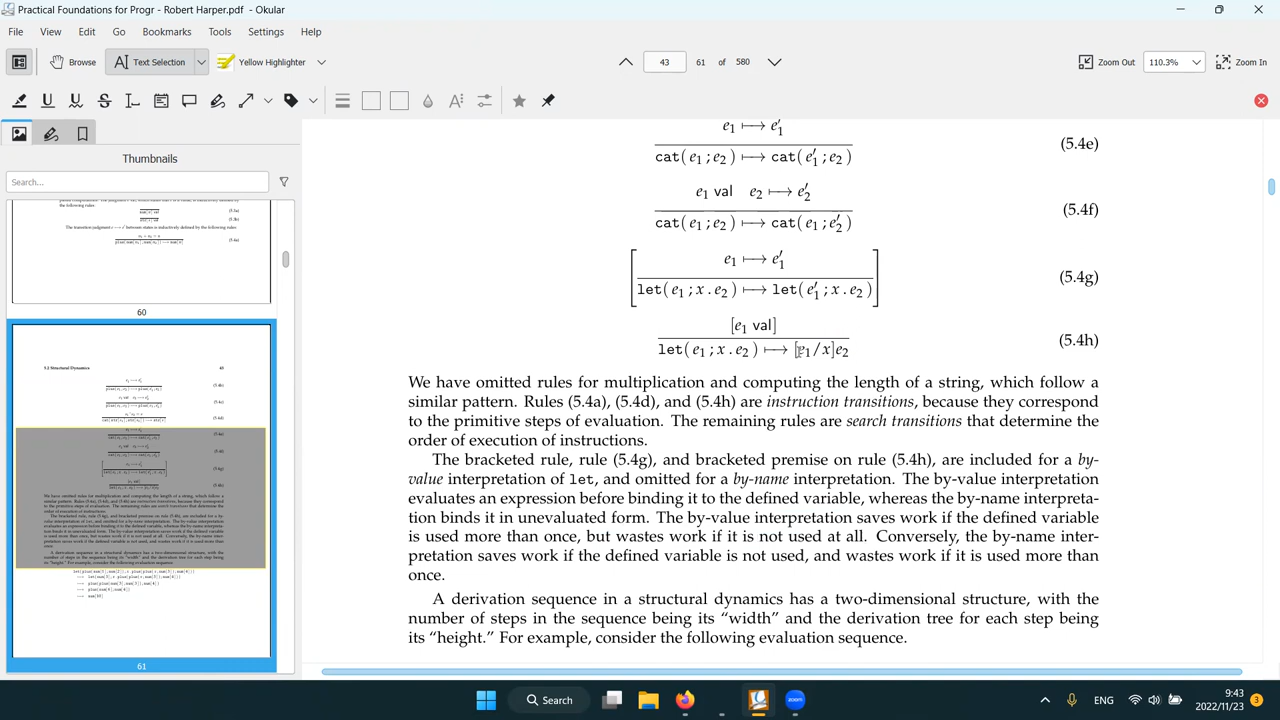 Practical Foundations for Progr - Robert Harper.pdf - Okular
File View Edit Go Bookmarks Tools Settings Help
Browse Text Selection Yellow Highlighter 43 61 of 580 Zoom Out 110.3% Zoom In
Thumbnails
Search...
60
61
e₁ ⟼ e₁′
cat(e₁;e₂) ⟼ cat(e₁′;e₂) (5.4e)
e₁ val e₂ ⟼ e₂′
cat(e₁;e₂) ⟼ cat(e₁;e₂′) (5.4f)
[e₁ ⟼ e₁′
let(e₁;x.e₂) ⟼ let(e₁′;x.e₂)] (5.4g)
[e₁ val]
let(e₁;x.e₂) ⟼ [e₁/x]e₂ (5.4h)
We have omitted rules for multiplication and computing the length of a string, which follow a
similar pattern. Rules (5.4a), (5.4d), and (5.4h) are instruction transitions, because they correspond
to the primitive steps of evaluation. The remaining rules are search transitions that determine the
order of execution of instructions.
The bracketed rule, rule (5.4g), and bracketed premise on rule (5.4h), are included for a by-
value interpretation of let, and omitted for a by-name interpretation. The by-value interpretation
evaluates an expression before binding it to the defined variable, whereas the by-name interpreta-
tion binds it in unevaluated form. The by-value interpretation saves work if the defined variable
is used more than once, but wastes work if it is not used at all. Conversely, the by-name inter-
pretation saves work if the defined variable is not used, and wastes work if it is used more than
once.
A derivation sequence in a structural dynamics has a two-dimensional structure, with the
number of steps in the sequence being its “width” and the derivation tree for each step being
its “height.” For example, consider the following evaluation sequence.
Search
zoom
ENG
9:43
2022/11/23
3